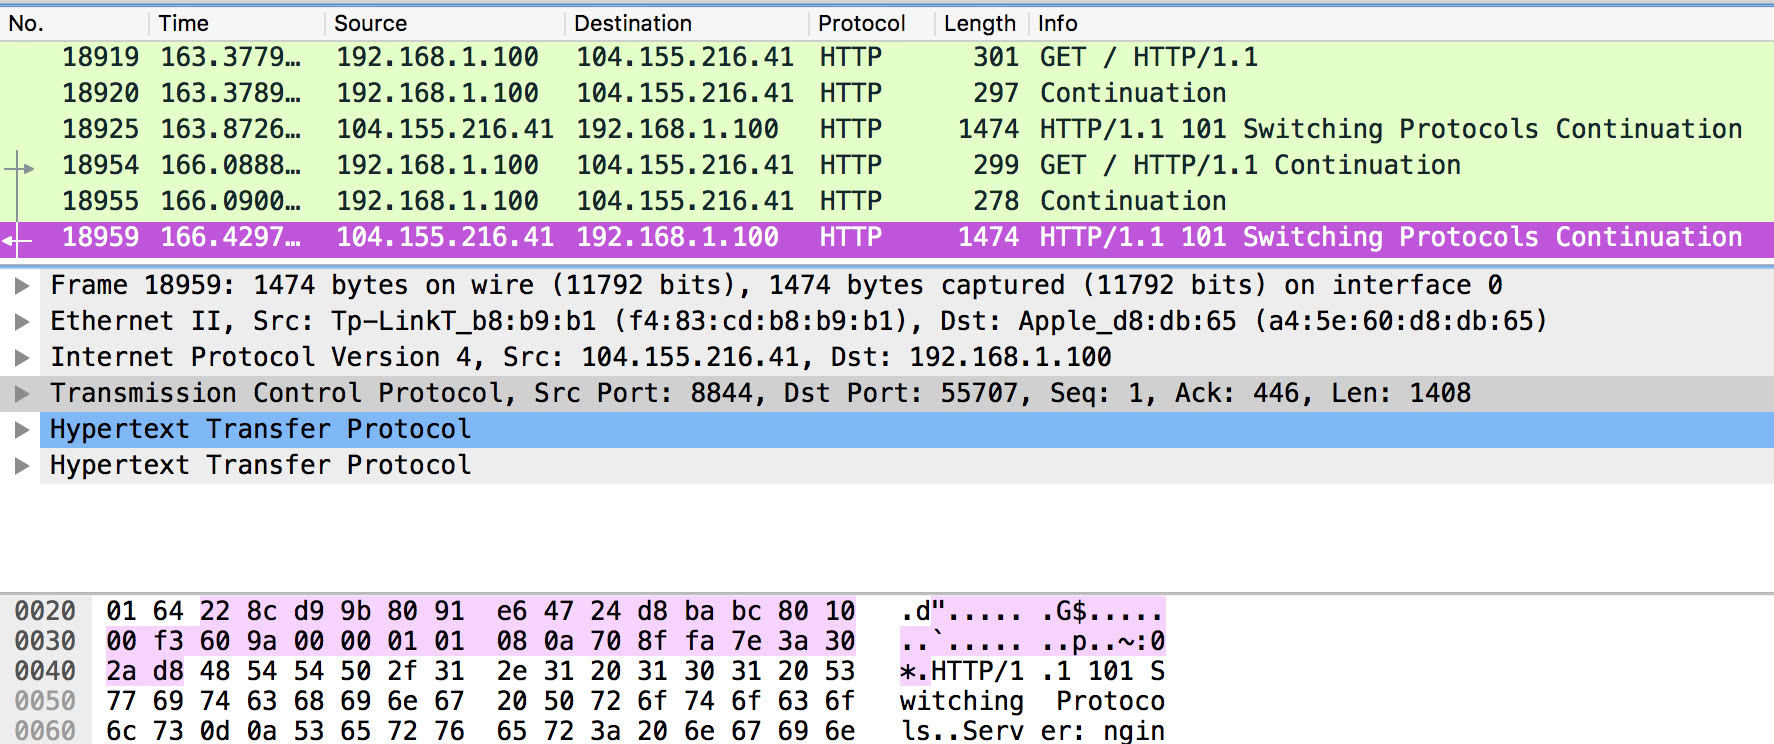 No. Time Source Destination Protocol Length Info
18919 163.3779… 192.168.1.100 104.155.216.41 HTTP 301 GET / HTTP/1.1
18920 163.3789… 192.168.1.100 104.155.216.41 HTTP 297 Continuation
18925 163.8726… 104.155.216.41 192.168.1.100 HTTP 1474 HTTP/1.1 101 Switching Protocols Continuation
18954 166.0888… 192.168.1.100 104.155.216.41 HTTP 299 GET / HTTP/1.1 Continuation
18955 166.0900… 192.168.1.100 104.155.216.41 HTTP 278 Continuation
18959 166.4297… 104.155.216.41 192.168.1.100 HTTP 1474 HTTP/1.1 101 Switching Protocols Continuation
Frame 18959: 1474 bytes on wire (11792 bits), 1474 bytes captured (11792 bits) on interface 0
Ethernet II, Src: Tp-LinkT_b8:b9:b1 (f4:83:cd:b8:b9:b1), Dst: Apple_d8:db:65 (a4:5e:60:d8:db:65)
Internet Protocol Version 4, Src: 104.155.216.41, Dst: 192.168.1.100
Transmission Control Protocol, Src Port: 8844, Dst Port: 55707, Seq: 1, Ack: 446, Len: 1408
Hypertext Transfer Protocol
Hypertext Transfer Protocol
0020 01 64 22 8c d9 9b 80 91 e6 47 24 d8 ba bc 80 10 .d"..... .G$.....
0030 00 f3 60 9a 00 00 01 01 08 0a 70 8f fa 7e 3a 30 ..`..... ..p..~:0
0040 2a d8 48 54 54 50 2f 31 2e 31 20 31 30 31 20 53 *.HTTP/1 .1 101 S
0050 77 69 74 63 68 69 6e 67 20 50 72 6f 74 6f 63 6f witching Protoco
0060 6c 73 0d 0a 53 65 72 76 65 72 3a 20 6e 67 69 6e ls..Serv er: ngin